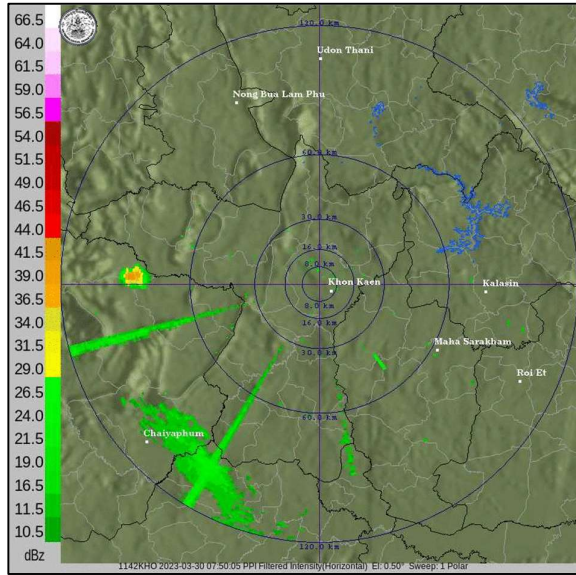 66.5
64.0
61.5
59.0
56.5
54.0
51.5
49.0
46.5
44.0
41.5
39.0
36.5
34.0
31.5
29.0
26.5
24.0
21.5
19.0
16.5
14.0
11.5
10.5
dBz
120.0 km
Udon Thani
Nong Bua Lam Phu
60.0 km
30.0 km
16.0 km
8.0 km
Khon Kaen
Kalasin
8.0 km
16.0 km
30.0 km
Maha Sarakham
Roi Et
60.0 km
Chaiyaphum
120.0 km
1142KHO 2023-03-30 07:50:05 PPI Filtered Intensity(Horizontal) El: 0.50° Sweep: 1 Polar